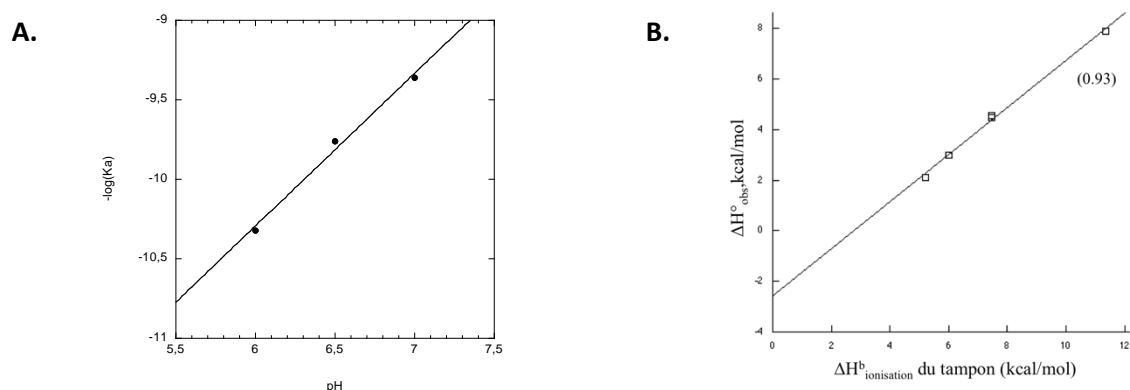 A.
-9
-9,5
-10
-10,5
-11
-log(Ka)
5,5 6 6,5 7 7,5
pH
B.
8
6
4
2
0
-2
-4
(0.93)
ΔH°obs,kcal/mol
0 2 4 6 8 10 12
ΔHᵇionisation du tampon (kcal/mol)